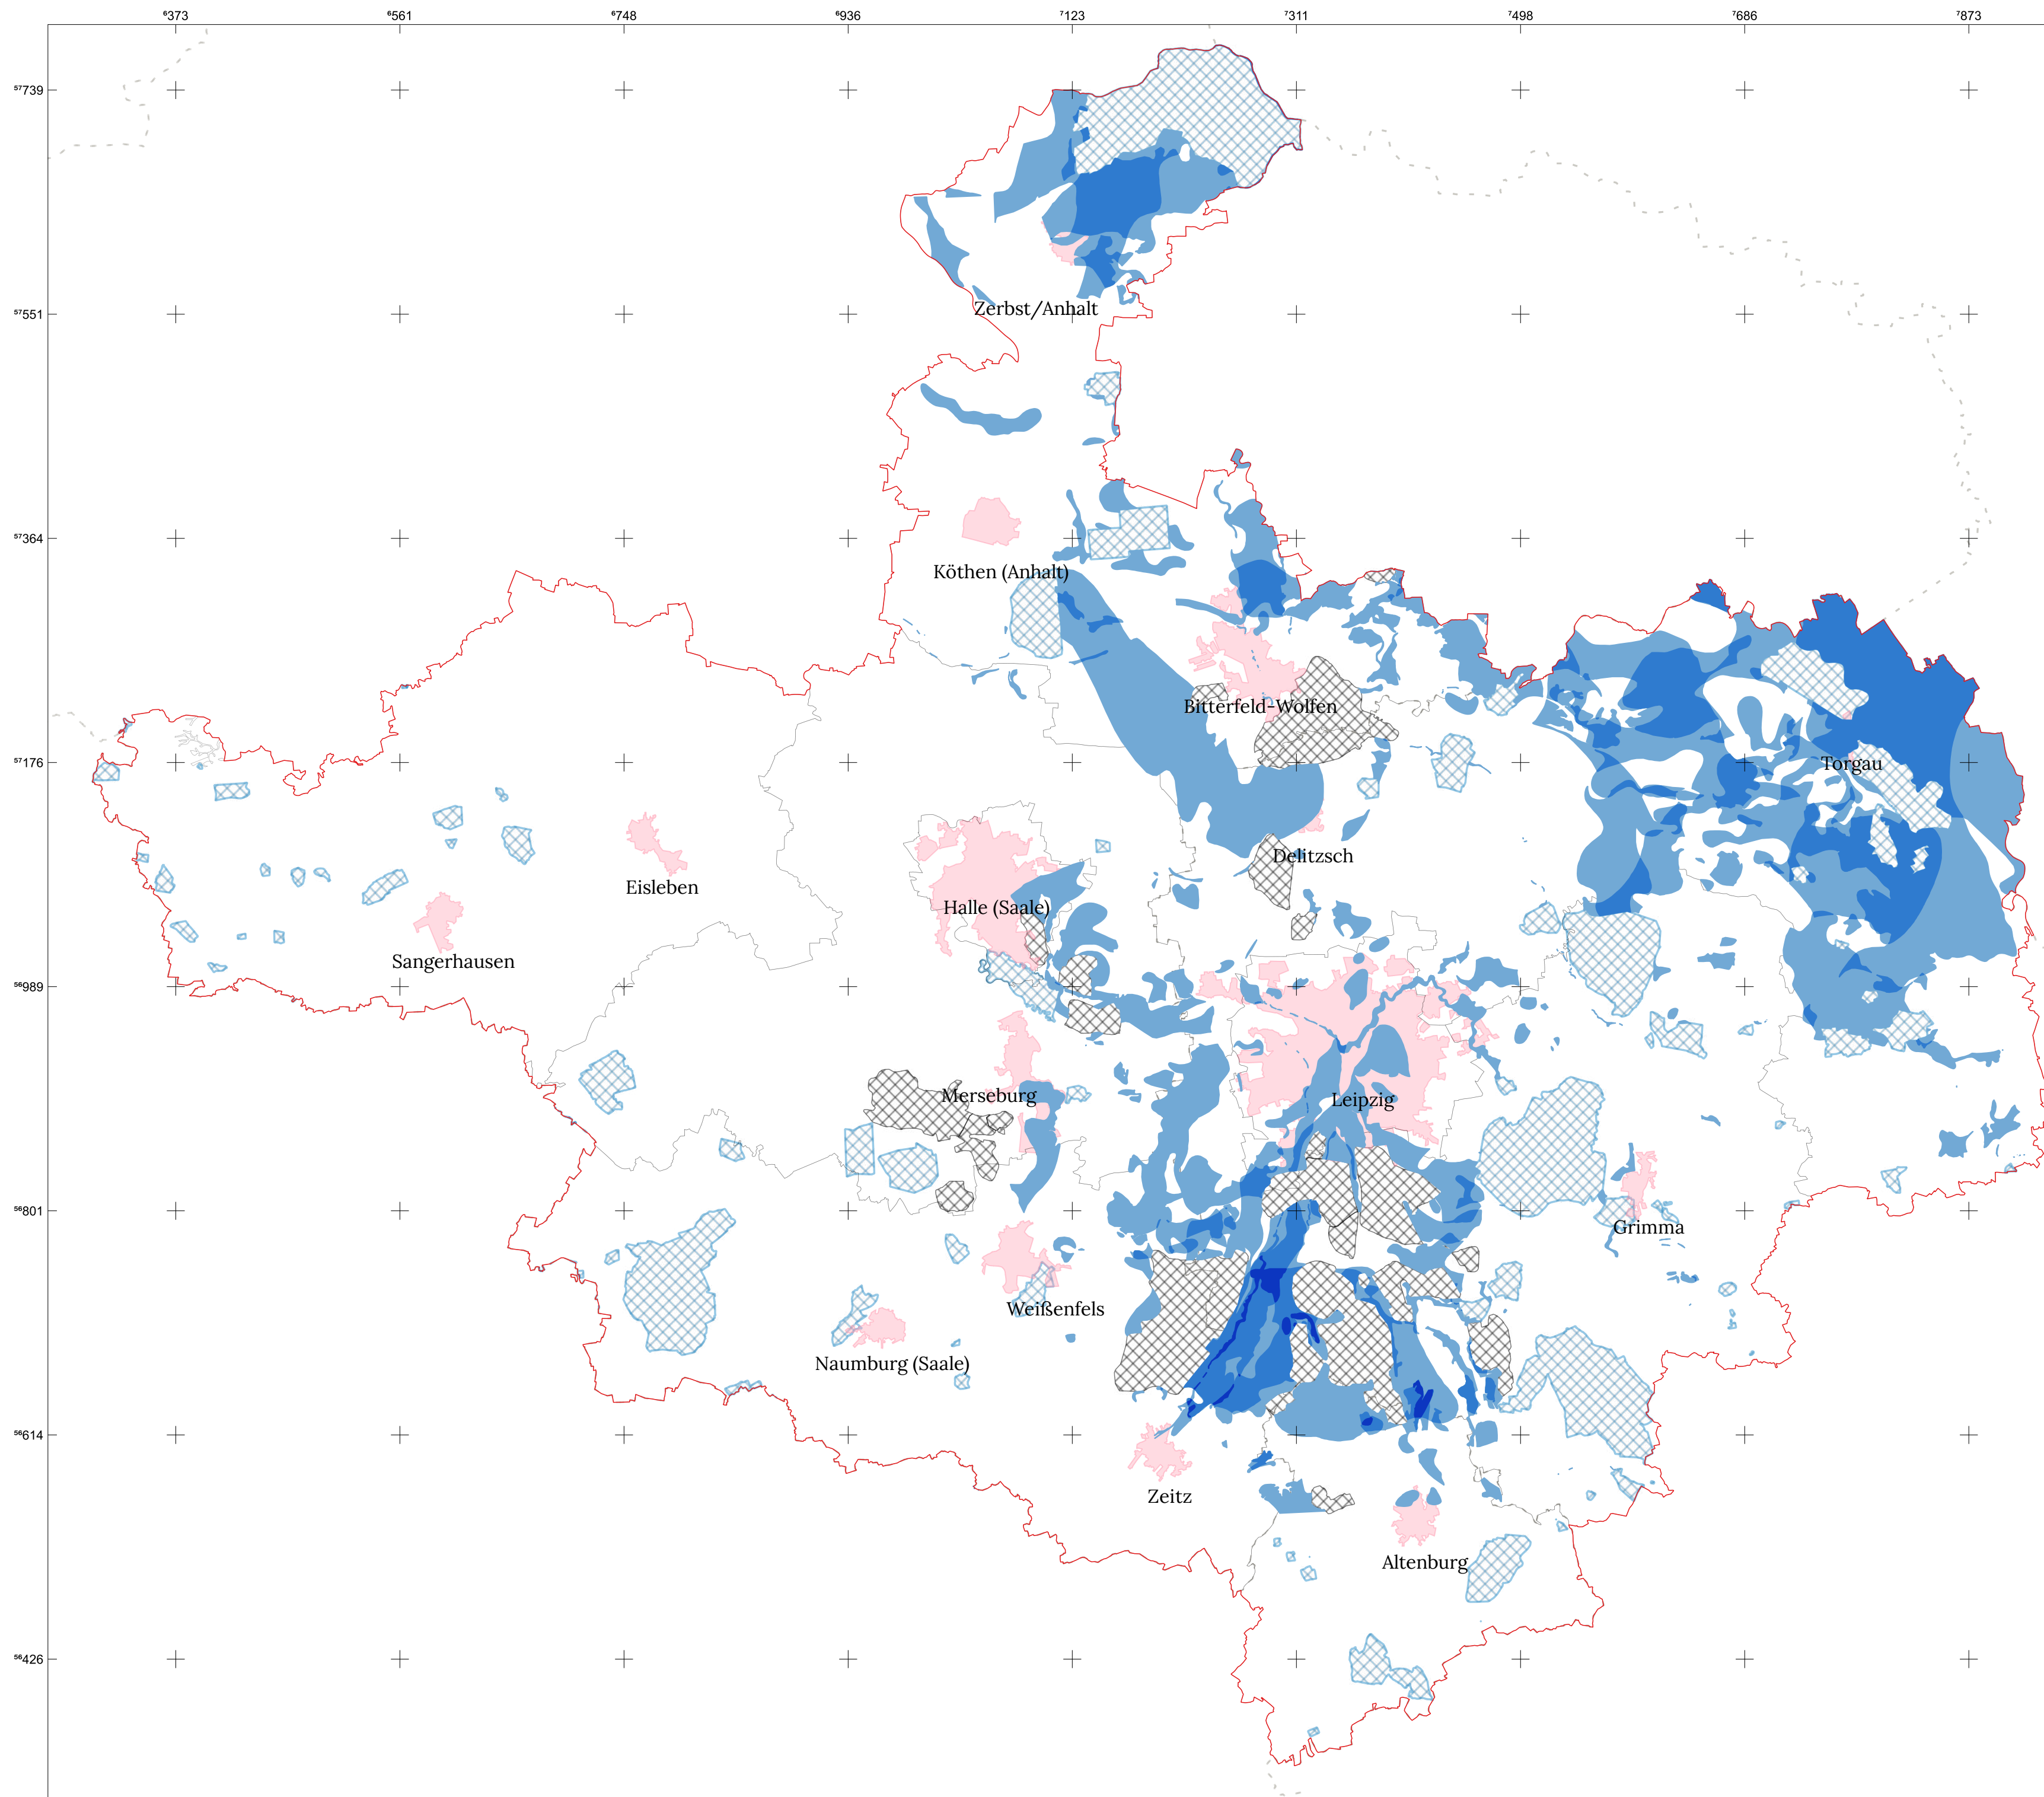 ⁶373 ⁶561 ⁶748 ⁶936 ⁷123 ⁷311 ⁷498 ⁷686 ⁷873
⁵⁷739
⁵⁷551
Zerbst/Anhalt
⁵⁷364
Köthen (Anhalt)
Bitterfeld-Wolfen
⁵⁷176
Torgau
Delitzsch
Eisleben
Halle (Saale)
Sangerhausen
⁵⁶989
Merseburg
Leipzig
⁵⁶801
Grimma
Weißenfels
Naumburg (Saale)
⁵⁶614
Zeitz
Altenburg
⁵⁶426